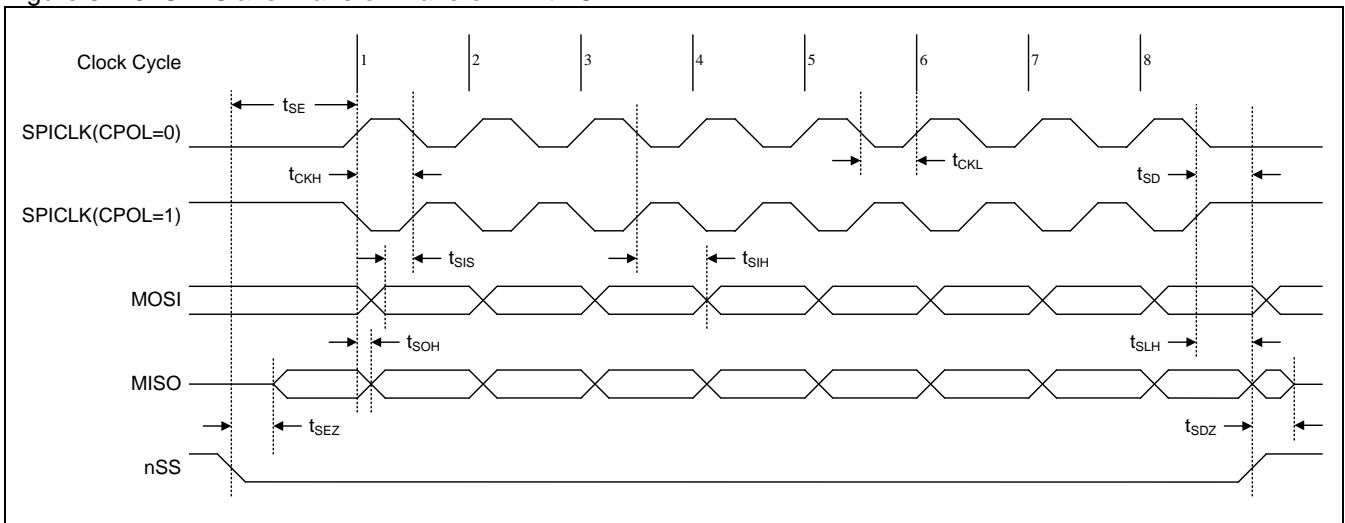 Clock Cycle
1 2 3 4 5 6 7 8
tSE
SPICLK(CPOL=0)
tCKH
tCKL
tSD
SPICLK(CPOL=1)
tSIS
tSIH
MOSI
tSOH
tSLH
MISO
tSEZ
tSDZ
nSS